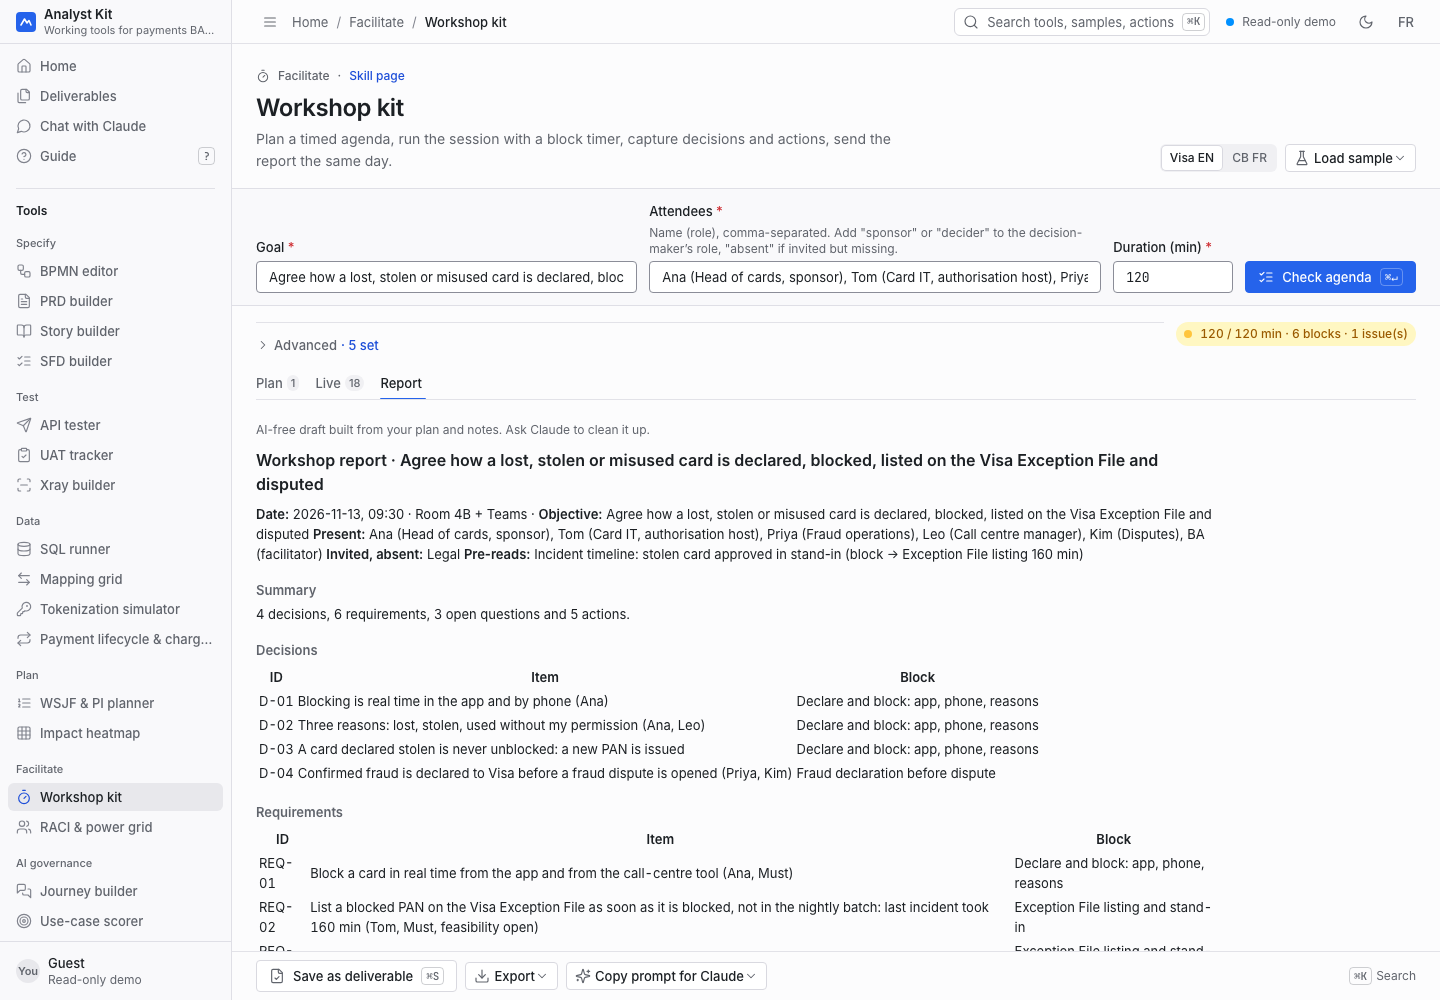 Analyst Kit
Working tools for payments BA...
Home
Deliverables
Chat with Claude
Guide
?
Tools
Specify
BPMN editor
PRD builder
Story builder
SFD builder
Test
API tester
UAT tracker
Xray builder
Data
SQL runner
Mapping grid
Tokenization simulator
Payment lifecycle & charg...
Plan
WSJF & PI planner
Impact heatmap
Facilitate
Workshop kit
RACI & power grid
AI governance
Journey builder
Use-case scorer
You
Guest
Read-only demo
Home / Facilitate / Workshop kit
Search tools, samples, actions ⌘K
Read-only demo
FR
Facilitate · Skill page
Workshop kit
Plan a timed agenda, run the session with a block timer, capture decisions and actions, send the
report the same day.
Visa EN CB FR
Load sample
Goal *
Agree how a lost, stolen or misused card is declared, bloc
Attendees *
Name (role), comma-separated. Add "sponsor" or "decider" to the decision-
maker's role, "absent" if invited but missing.
Ana (Head of cards, sponsor), Tom (Card IT, authorisation host), Priya
Duration (min) *
120
Check agenda ⌘↵
Advanced · 5 set
120 / 120 min · 6 blocks · 1 issue(s)
Plan 1 Live 18 Report
AI-free draft built from your plan and notes. Ask Claude to clean it up.
Workshop report · Agree how a lost, stolen or misused card is declared, blocked, listed on the Visa Exception File and
disputed
Date: 2026-11-13, 09:30 · Room 4B + Teams · Objective: Agree how a lost, stolen or misused card is declared, blocked, listed on the Visa Exception File and
disputed Present: Ana (Head of cards, sponsor), Tom (Card IT, authorisation host), Priya (Fraud operations), Leo (Call centre manager), Kim (Disputes), BA
(facilitator) Invited, absent: Legal Pre-reads: Incident timeline: stolen card approved in stand-in (block → Exception File listing 160 min)
Summary
4 decisions, 6 requirements, 3 open questions and 5 actions.
Decisions
ID Item Block
D-01 Blocking is real time in the app and by phone (Ana) Declare and block: app, phone, reasons
D-02 Three reasons: lost, stolen, used without my permission (Ana, Leo) Declare and block: app, phone, reasons
D-03 A card declared stolen is never unblocked: a new PAN is issued Declare and block: app, phone, reasons
D-04 Confirmed fraud is declared to Visa before a fraud dispute is opened (Priya, Kim) Fraud declaration before dispute
Requirements
ID Item Block
REQ-
01
Block a card in real time from the app and from the call-centre tool (Ana, Must)
Declare and block: app, phone,
reasons
REQ-
02
List a blocked PAN on the Visa Exception File as soon as it is blocked, not in the nightly batch: last incident took
160 min (Tom, Must, feasibility open)
Exception File listing and stand-
in
REQ-
Exception File listing and stand-
Save as deliverable ⌘S
Export
Copy prompt for Claude
⌘K Search